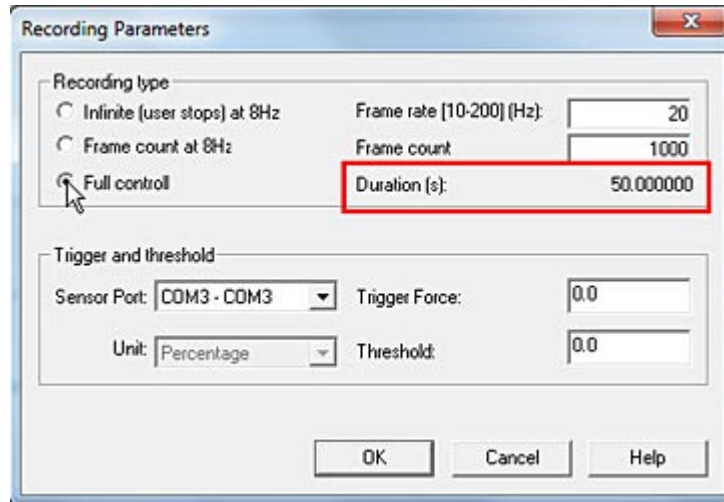 Recording Parameters
Recording type
Infinite (user stops) at 8Hz
Frame rate [10-200] (Hz):
20
Frame count at 8Hz
Frame count
1000
Full controll
Duration (s):
50.000000
Trigger and threshold
Sensor Port:
COM3 - COM3
Trigger Force:
0.0
Unit:
Percentage
Threshold:
0.0
OK
Cancel
Help